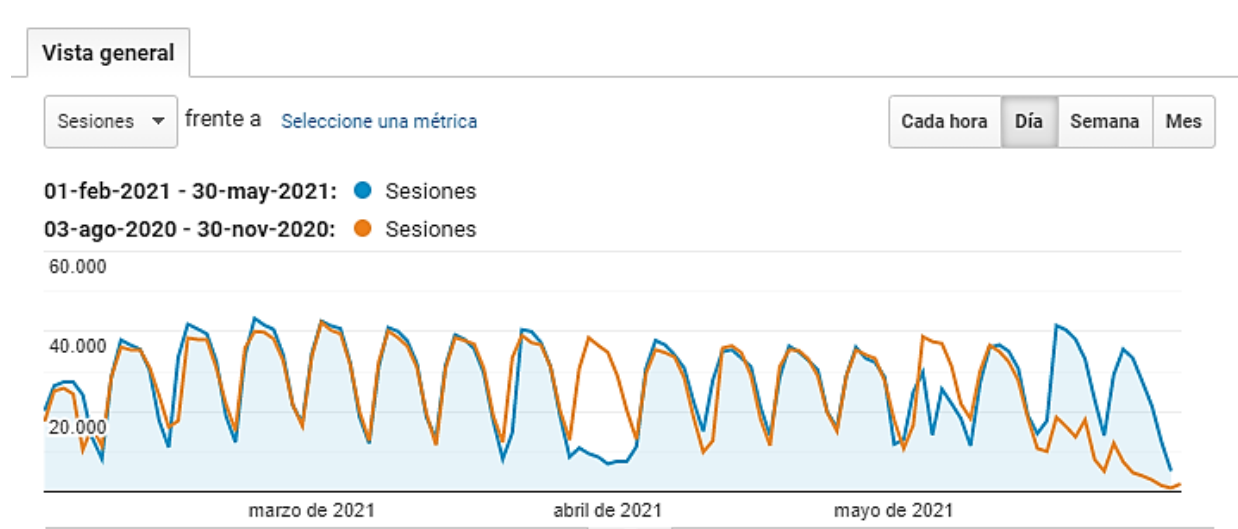 Vista general
Sesiones frente a Seleccione una métrica Cada hora Día Semana Mes
01-feb-2021 - 30-may-2021: Sesiones
03-ago-2020 - 30-nov-2020: Sesiones
60.000
40.000
20.000
marzo de 2021 abril de 2021 mayo de 2021